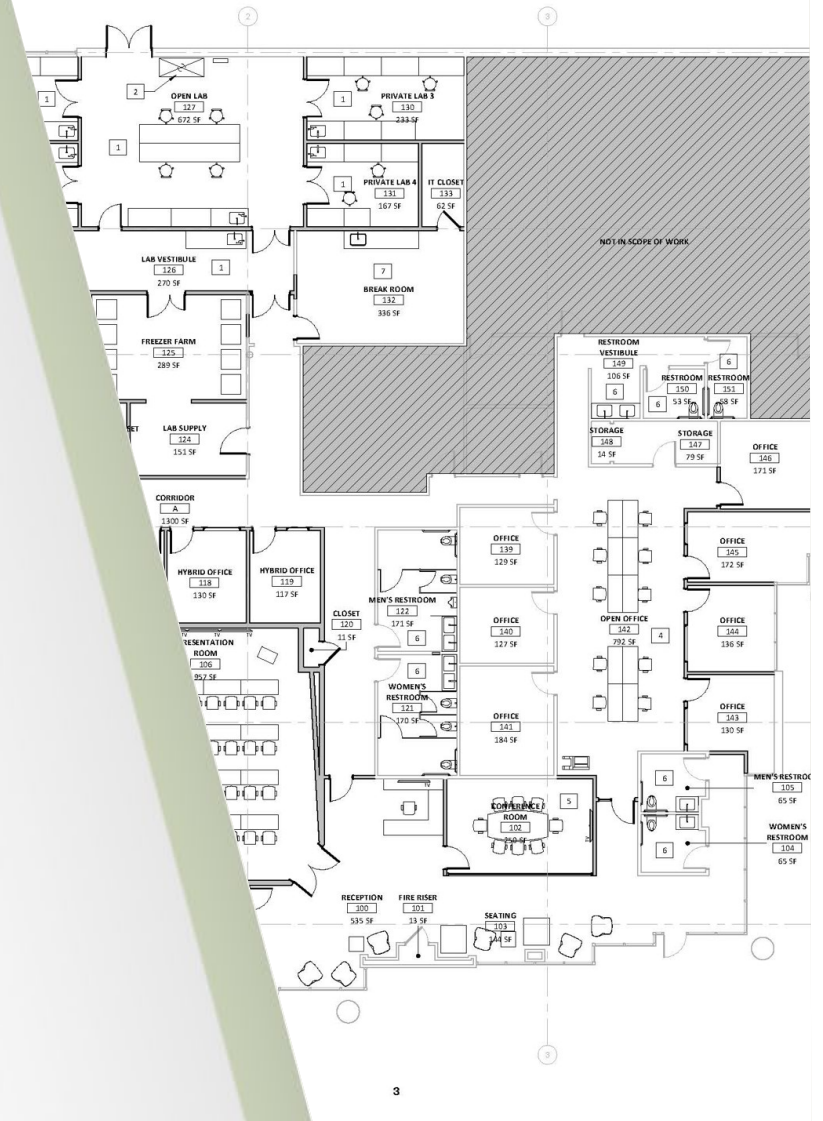 2
3
1
2
OPEN LAB
127
672 SF
1
1
PRIVATE LAB 3
130
233 SF
1
PRIVATE LAB 4
131
167 SF
IT CLOSET
133
62 SF
NOT IN SCOPE OF WORK
LAB VESTIBULE
126
270 SF
1
7
BREAK ROOM
132
336 SF
FREEZER FARM
125
289 SF
RESTROOM
VESTIBULE
149
106 SF
6
6
RESTROOM
150
53 SF
6
RESTROOM
151
58 SF
LAB SUPPLY
124
151 SF
STORAGE
148
14 SF
STORAGE
147
79 SF
OFFICE
146
171 SF
CORRIDOR
A
1300 SF
HYBRID OFFICE
118
130 SF
HYBRID OFFICE
119
117 SF
OFFICE
139
129 SF
OFFICE
145
172 SF
MEN'S RESTROOM
122
171 SF
6
CLOSET
120
11 SF
OFFICE
140
127 SF
OPEN OFFICE
142
792 SF
4
OFFICE
144
136 SF
TV
TV
TV
RESENTATION
ROOM
106
957 SF
6
WOMEN'S
RESTROOM
121
170 SF
OFFICE
141
184 SF
OFFICE
143
130 SF
TV
CONFERENCE
ROOM
102
250 SF
5
TV
6
MEN'S RESTROO
105
65 SF
6
WOMEN'S
RESTROOM
104
65 SF
RECEPTION
100
535 SF
FIRE RISER
101
13 SF
SEATING
103
144 SF
3
3